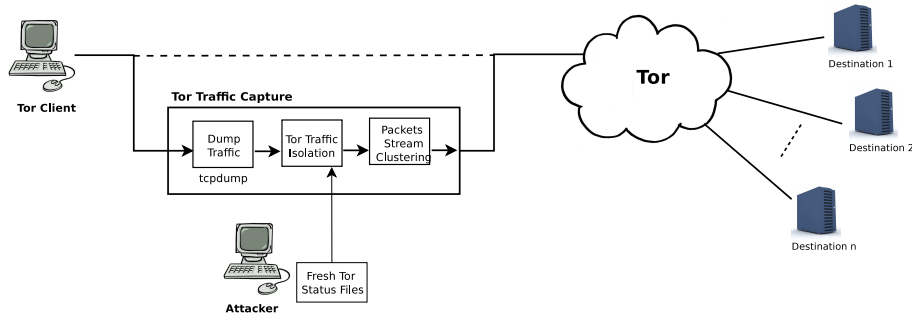 Tor Client
Tor Traffic Capture
Dump
Traffic
tcpdump
Tor Traffic
Isolation
Packets
Stream
Clustering
Attacker
Fresh Tor
Status Files
Tor
Destination 1
Destination 2
Destination n